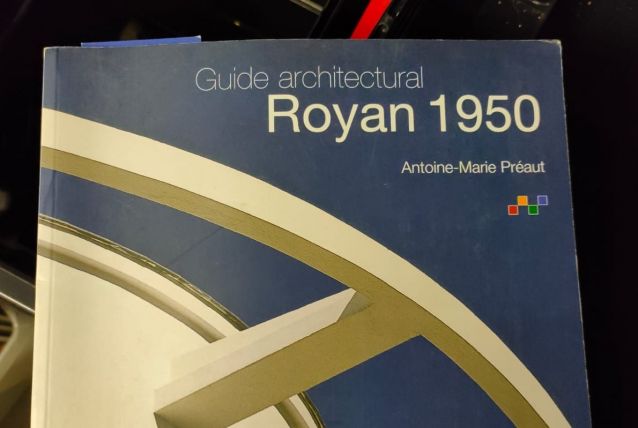 Guide architectural
Royan 1950
Antoine-Marie Préaut